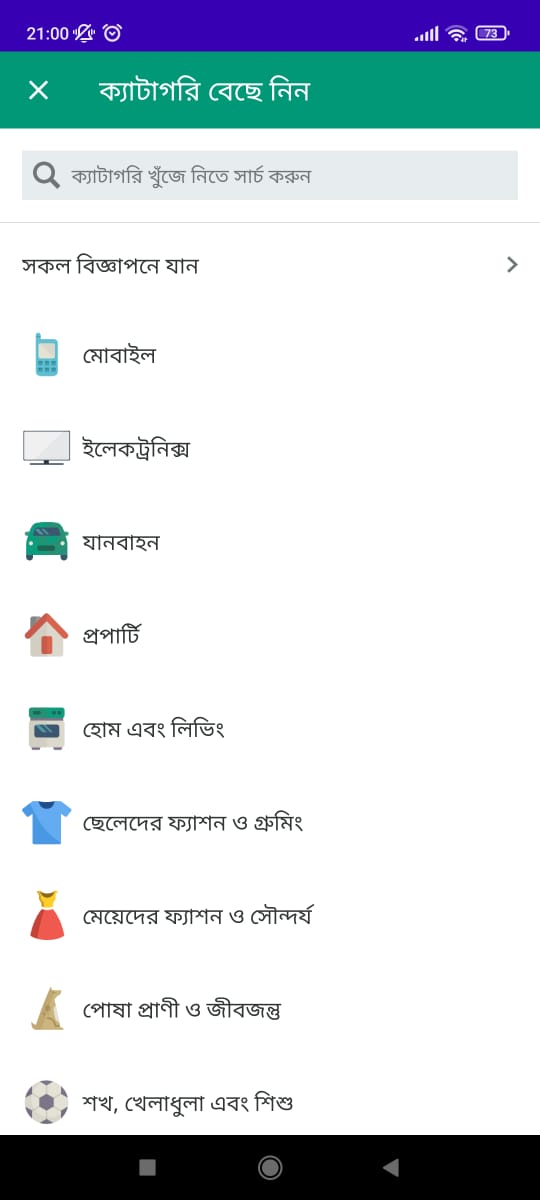 21:00
73
ক্যাটাগরি বেছে নিন
ক্যাটাগরি খুঁজে নিতে সার্চ করুন
সকল বিজ্ঞাপনে যান
মোবাইল
ইলেকট্রনিক্স
যানবাহন
প্রপার্টি
হোম এবং লিভিং
ছেলেদের ফ্যাশন ও গ্রুমিং
মেয়েদের ফ্যাশন ও সৌন্দর্য
পোষা প্রাণী ও জীবজন্তু
শখ, খেলাধুলা এবং শিশু